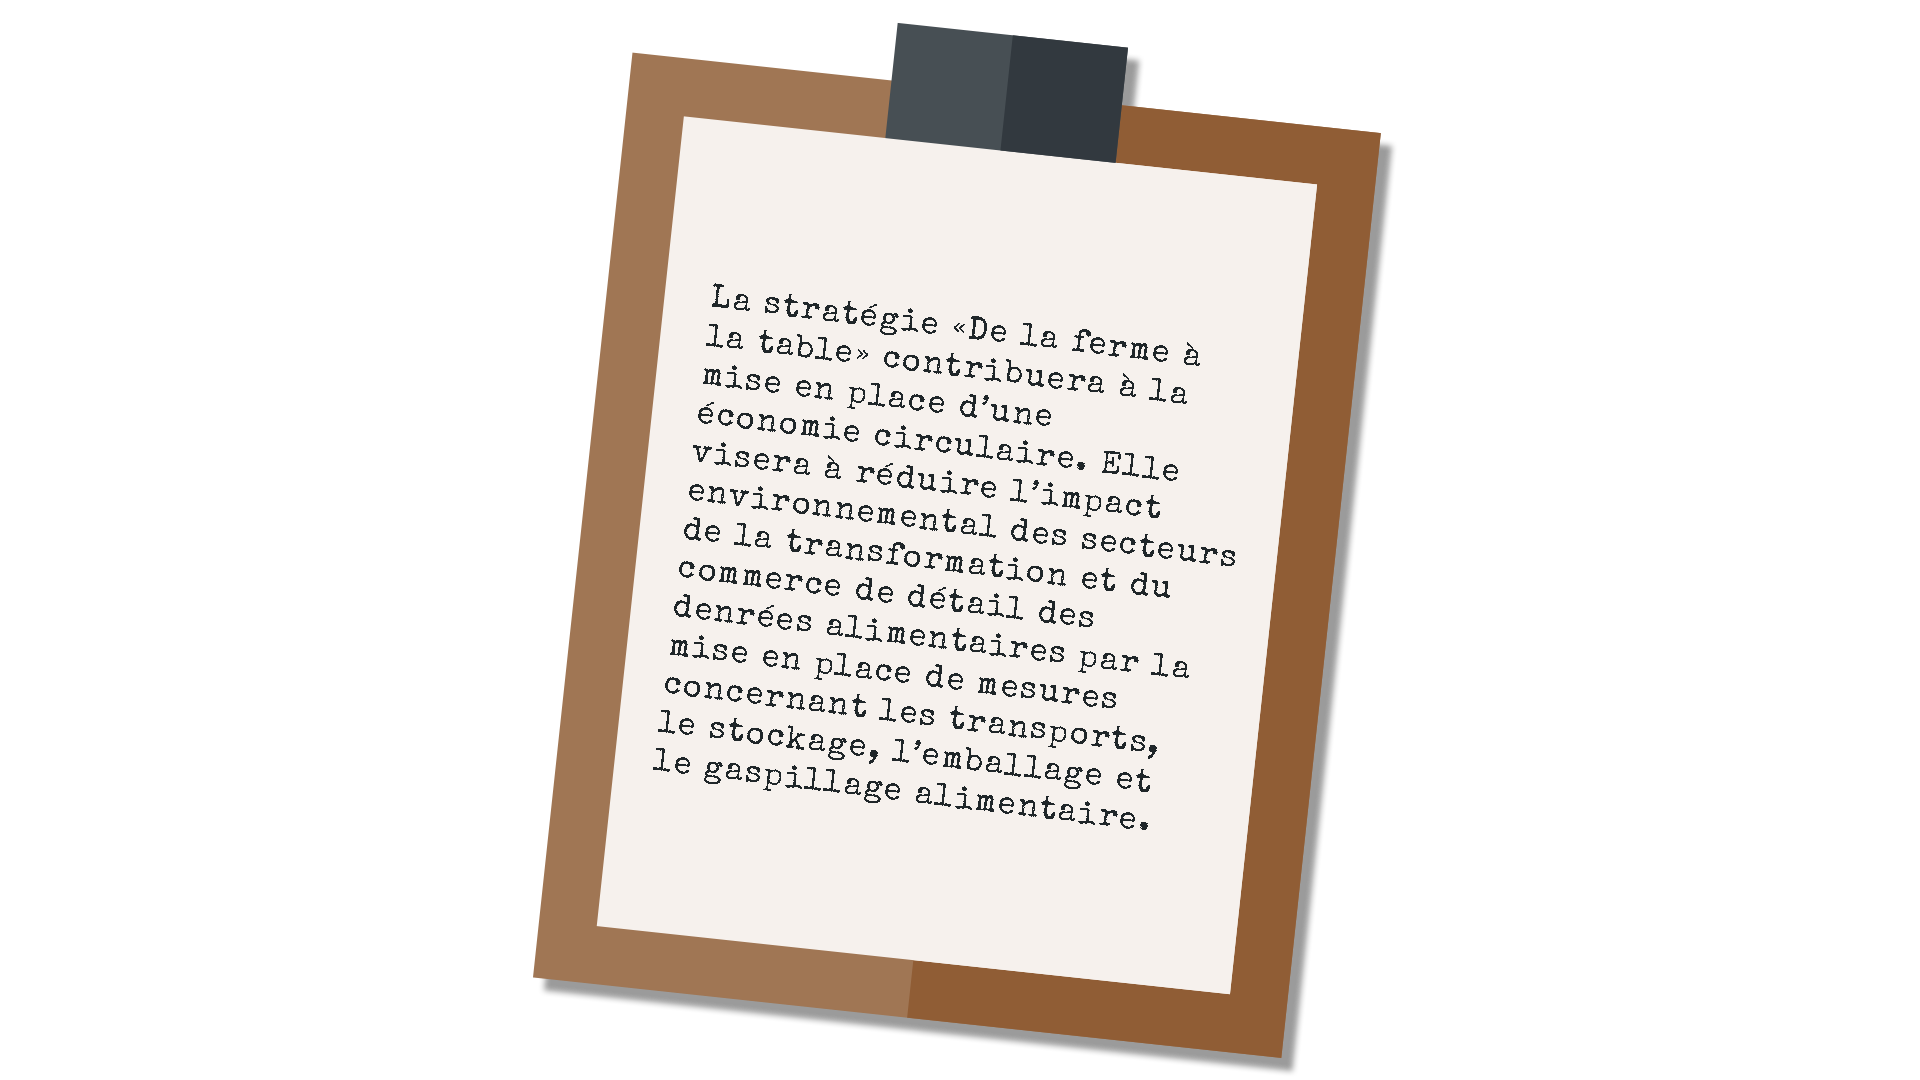 La stratégie «De la ferme à
la table» contribuera à la
mise en place d’une
économie circulaire. Elle
visera à réduire l’impact
environnemental des secteurs
de la transformation et du
commerce de détail des
denrées alimentaires par la
mise en place de mesures
concernant les transports,
le stockage, l’emballage et
le gaspillage alimentaire.